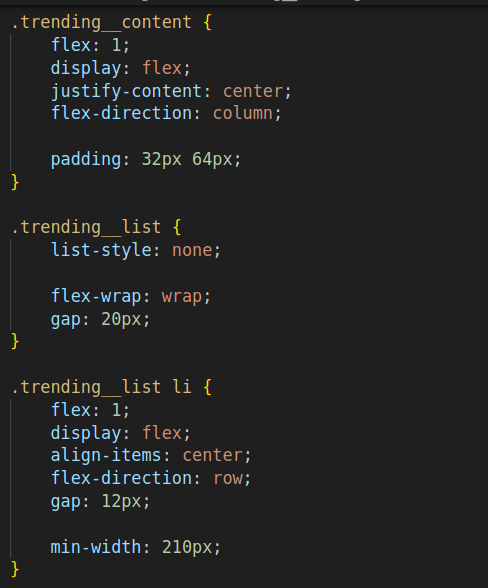 .trending__content {
    flex: 1;
    display: flex;
    justify-content: center;
    flex-direction: column;

    padding: 32px 64px;
}

.trending__list {
    list-style: none;

    flex-wrap: wrap;
    gap: 20px;
}

.trending__list li {
    flex: 1;
    display: flex;
    align-items: center;
    flex-direction: row;
    gap: 12px;

    min-width: 210px;
}